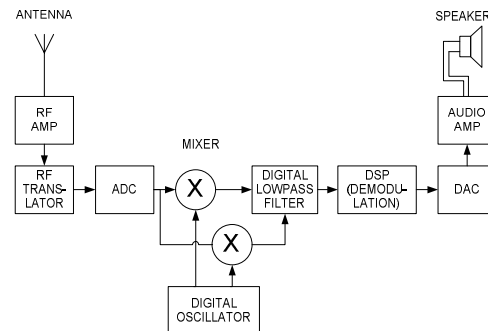 ANTENNA
SPEAKER
RF
AMP
AUDIO
AMP
MIXER
RF
TRANS-
LATOR
ADC
X
DIGITAL
LOWPASS
FILTER
DSP
(DEMODU-
LATION)
DAC
X
DIGITAL
OSCILLATOR